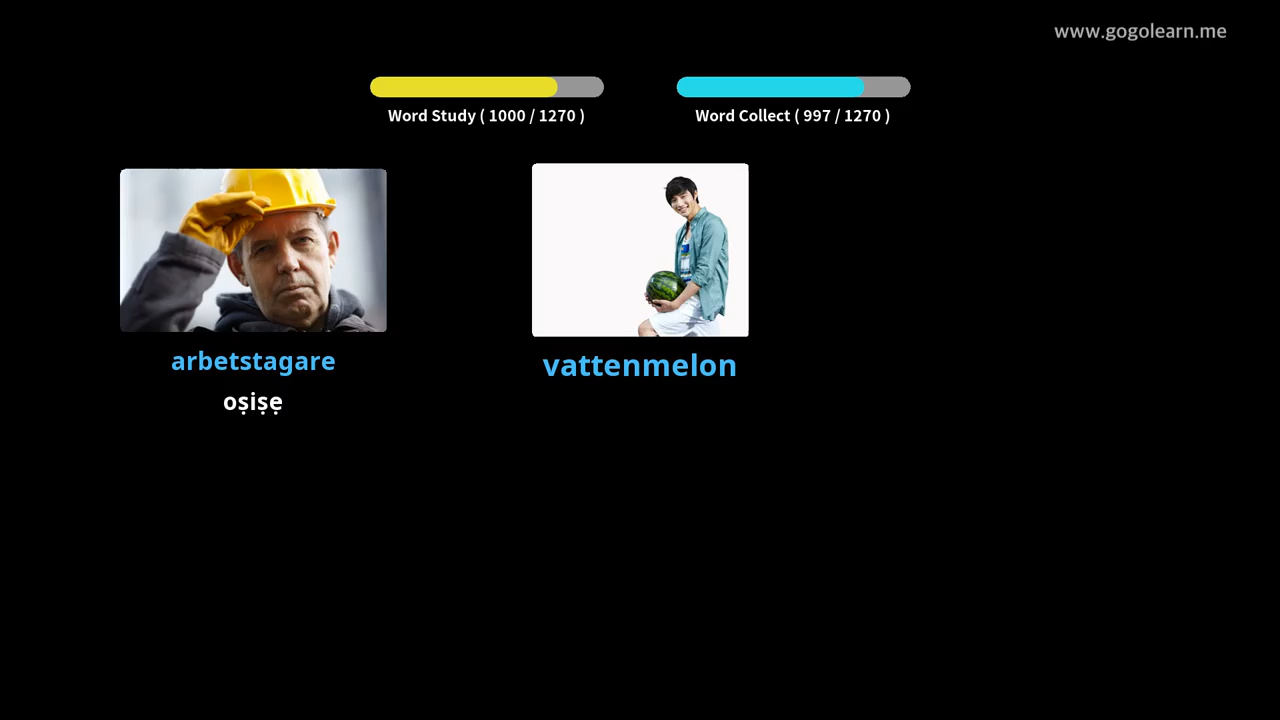 www.gogolearn.me
Word Study ( 1000 / 1270 )
Word Collect ( 997 / 1270 )
arbetstagare
oṣiṣẹ
vattenmelon